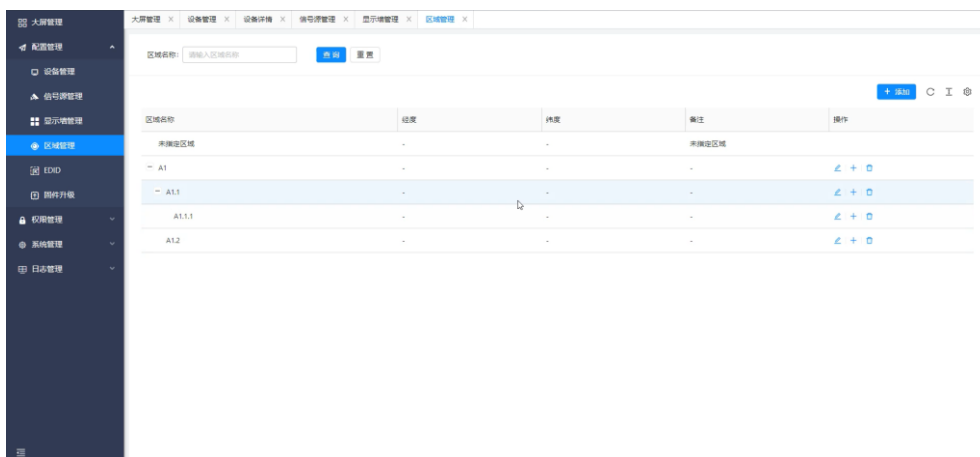 大屏管理
配置管理
设备管理
信号源管理
显示墙管理
区域管理
EDID
固件升级
权限管理
系统管理
日志管理
大屏管理 × 设备管理 × 设备详情 × 信号源管理 × 显示墙管理 × 区域管理 ×
区域名称: 请输入区域名称 查询 重置
+ 添加
区域名称 经度 纬度 备注 操作
未指定区域 - - 未指定区域
A1 - - -
A1.1 - - -
A1.1.1 - - -
A1.2 - - -